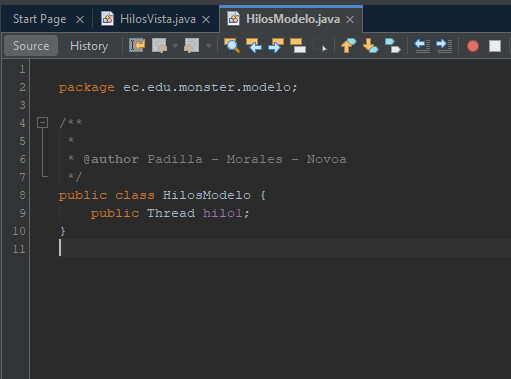 Start Page
HilosVista.java
HilosModelo.java
Source
History
1
2 package ec.edu.monster.modelo;
3
4 /**
5 *
6 * @author Padilla - Morales - Novoa
7 */
8 public class HilosModelo {
9 public Thread hilo1;
10 }
11